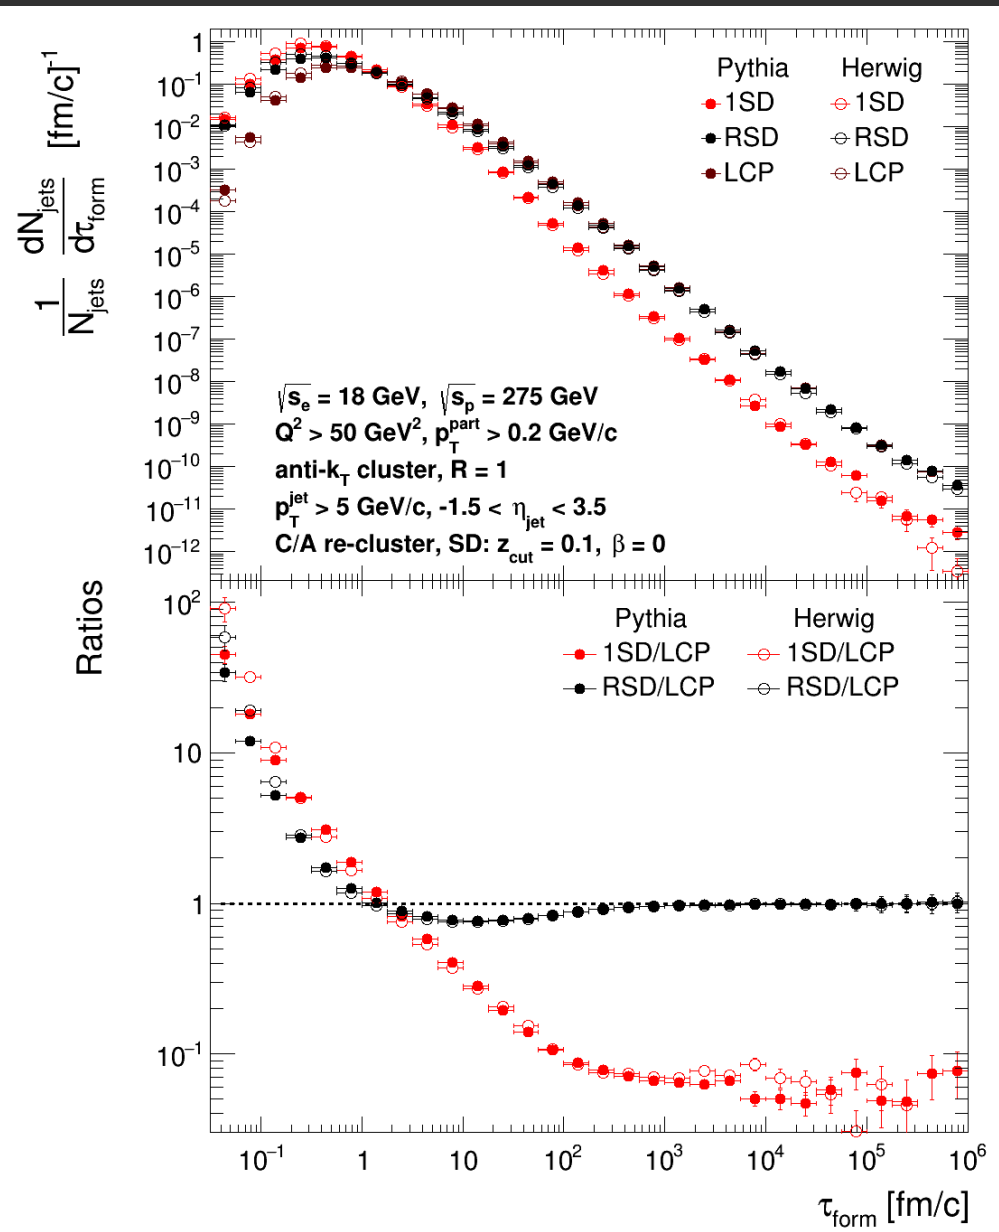 1/N_jets dN_jets/dτ_form [fm/c]^-1
1
10^-1
10^-2
10^-3
10^-4
10^-5
10^-6
10^-7
10^-8
10^-9
10^-10
10^-11
10^-12
Pythia Herwig
1SD 1SD
RSD RSD
LCP LCP
√s_e = 18 GeV, √s_p = 275 GeV
Q^2 > 50 GeV^2, p_T^part > 0.2 GeV/c
anti-k_T cluster, R = 1
p_T^jet > 5 GeV/c, -1.5 < η_jet < 3.5
C/A re-cluster, SD: z_cut = 0.1, β = 0
Ratios
10^2
10
1
10^-1
Pythia Herwig
1SD/LCP 1SD/LCP
RSD/LCP RSD/LCP
10^-1 1 10 10^2 10^3 10^4 10^5 10^6
τ_form [fm/c]